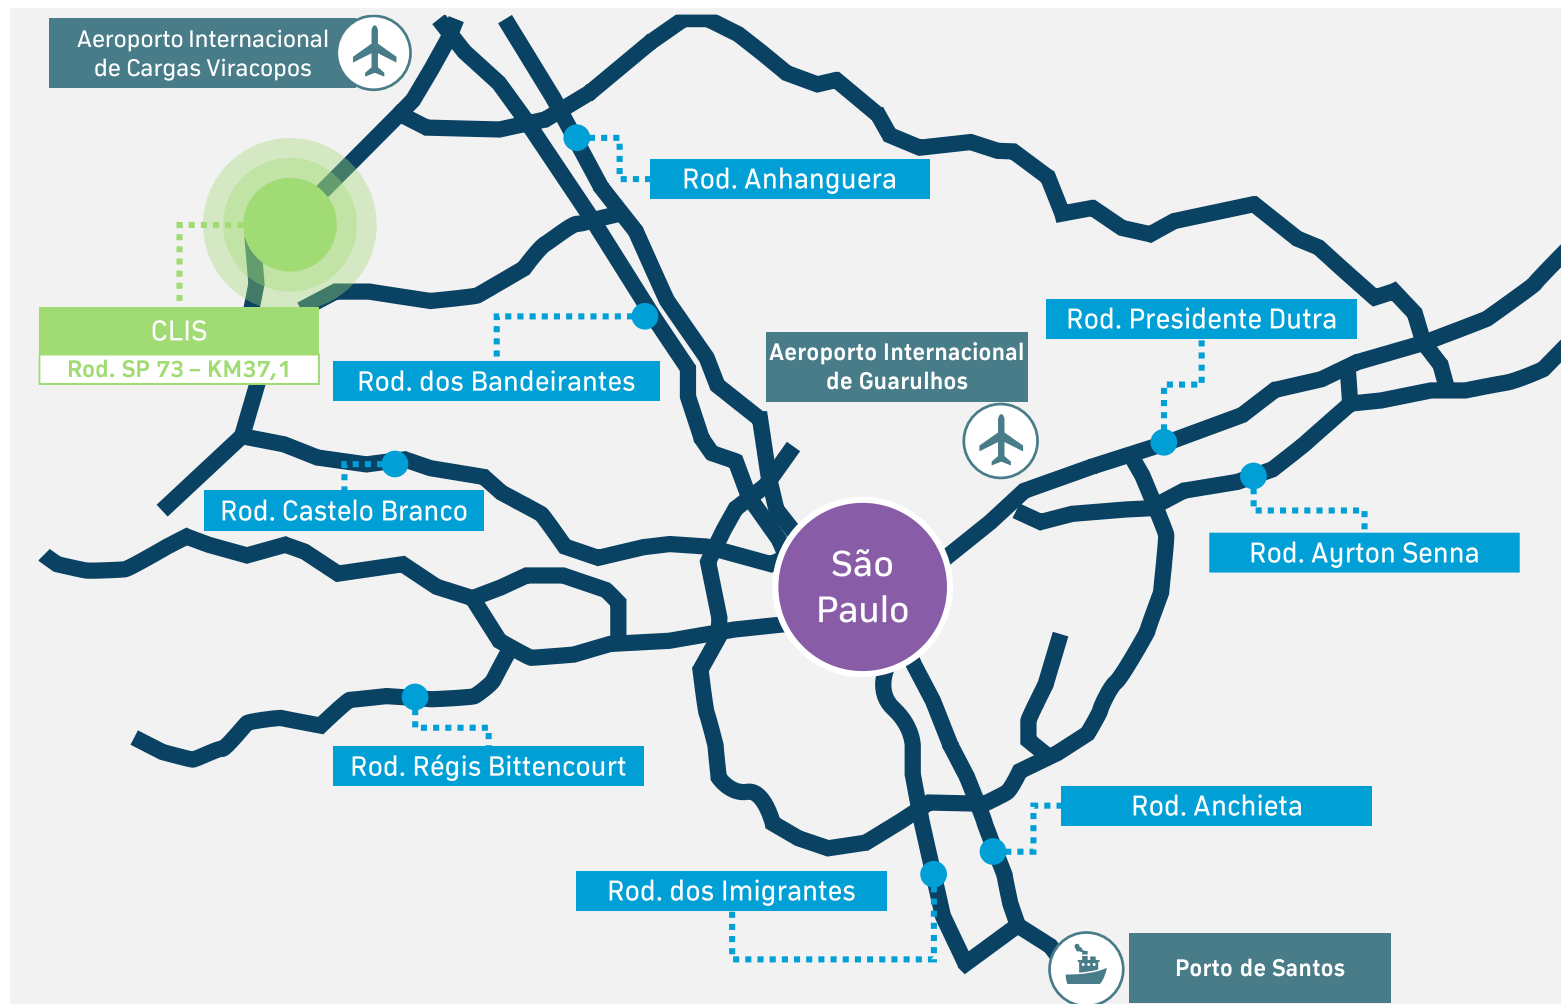 Aeroporto Internacional
de Cargas Viracopos
Rod. Anhanguera
CLIS
Rod. SP 73 – KM37,1
Rod. dos Bandeirantes
Rod. Presidente Dutra
Aeroporto Internacional
de Guarulhos
Rod. Castelo Branco
Rod. Ayrton Senna
São
Paulo
Rod. Régis Bittencourt
Rod. Anchieta
Rod. dos Imigrantes
Porto de Santos